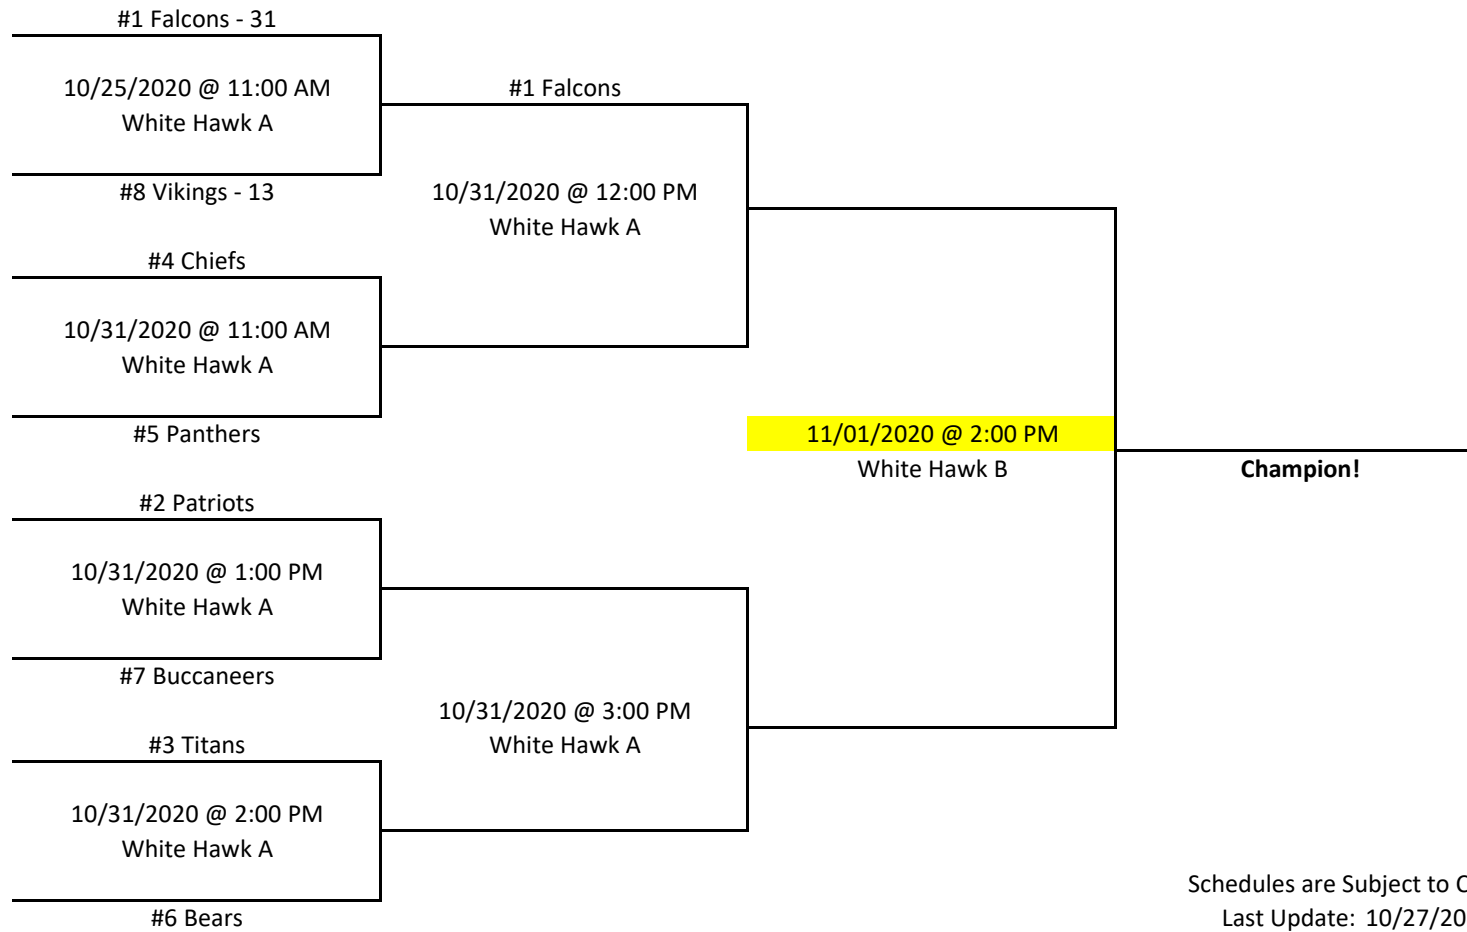 #1 Falcons - 31
10/25/2020 @ 11:00 AM
White Hawk A
#8 Vikings - 13
#4 Chiefs
10/31/2020 @ 11:00 AM
White Hawk A
#5 Panthers
#2 Patriots
10/31/2020 @ 1:00 PM
White Hawk A
#7 Buccaneers
#3 Titans
10/31/2020 @ 2:00 PM
White Hawk A
#6 Bears
#1 Falcons
10/31/2020 @ 12:00 PM
White Hawk A
10/31/2020 @ 3:00 PM
White Hawk A
11/01/2020 @ 2:00 PM
White Hawk B
Champion!
Schedules are Subject to
Last Update: 10/27/20